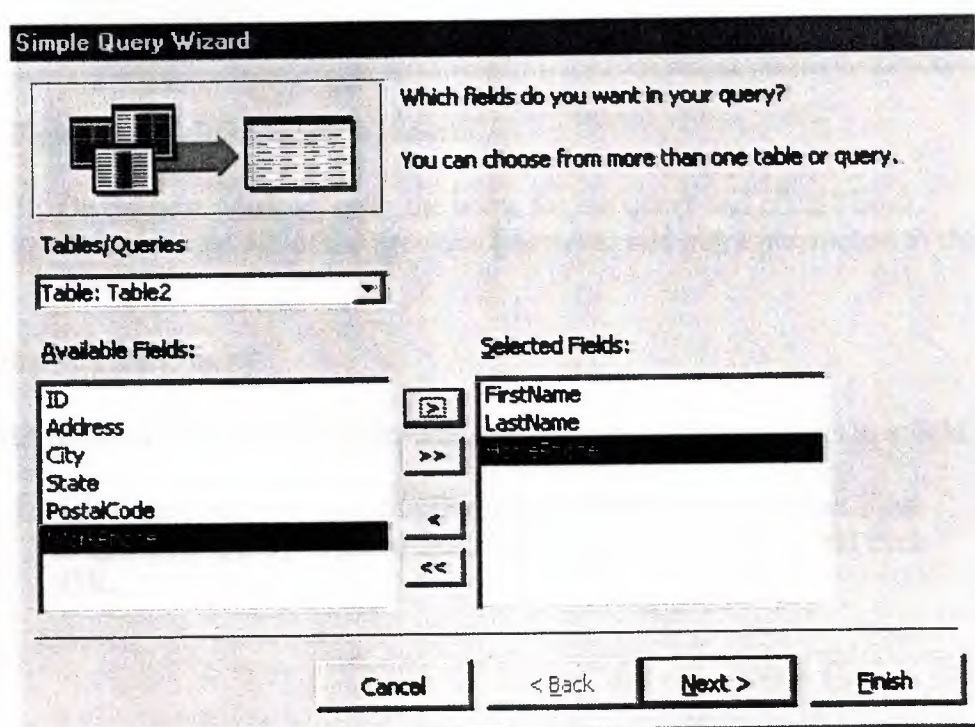 Simple Query Wizard
Which fields do you want in your query?
You can choose from more than one table or query.
Tables/Queries
Table: Table2
Available Fields:
ID
Address
City
State
PostalCode
>
>>
<
<<
Selected Fields:
FirstName
LastName
HomePhone
Cancel
< Back
Next >
Finish